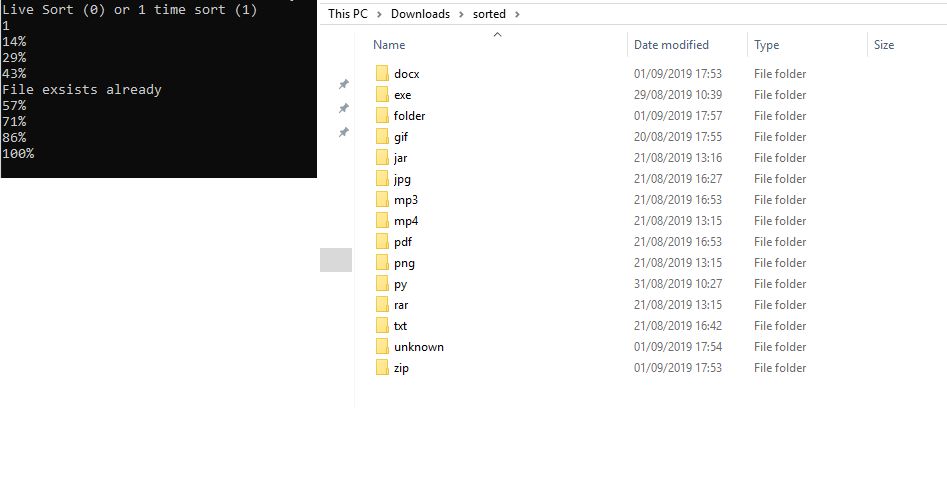 Live Sort (0) or 1 time sort (1)
1
14%
29%
43%
File exsists already
57%
71%
86%
100%
This PC > Downloads > sorted >
Name Date modified Type Size
docx 01/09/2019 17:53 File folder
exe 29/08/2019 10:39 File folder
folder 01/09/2019 17:57 File folder
gif 20/08/2019 17:55 File folder
jar 21/08/2019 13:16 File folder
jpg 21/08/2019 16:27 File folder
mp3 21/08/2019 16:53 File folder
mp4 21/08/2019 13:15 File folder
pdf 21/08/2019 16:53 File folder
png 21/08/2019 13:15 File folder
py 31/08/2019 10:27 File folder
rar 21/08/2019 13:15 File folder
txt 21/08/2019 16:42 File folder
unknown 01/09/2019 17:54 File folder
zip 01/09/2019 17:53 File folder